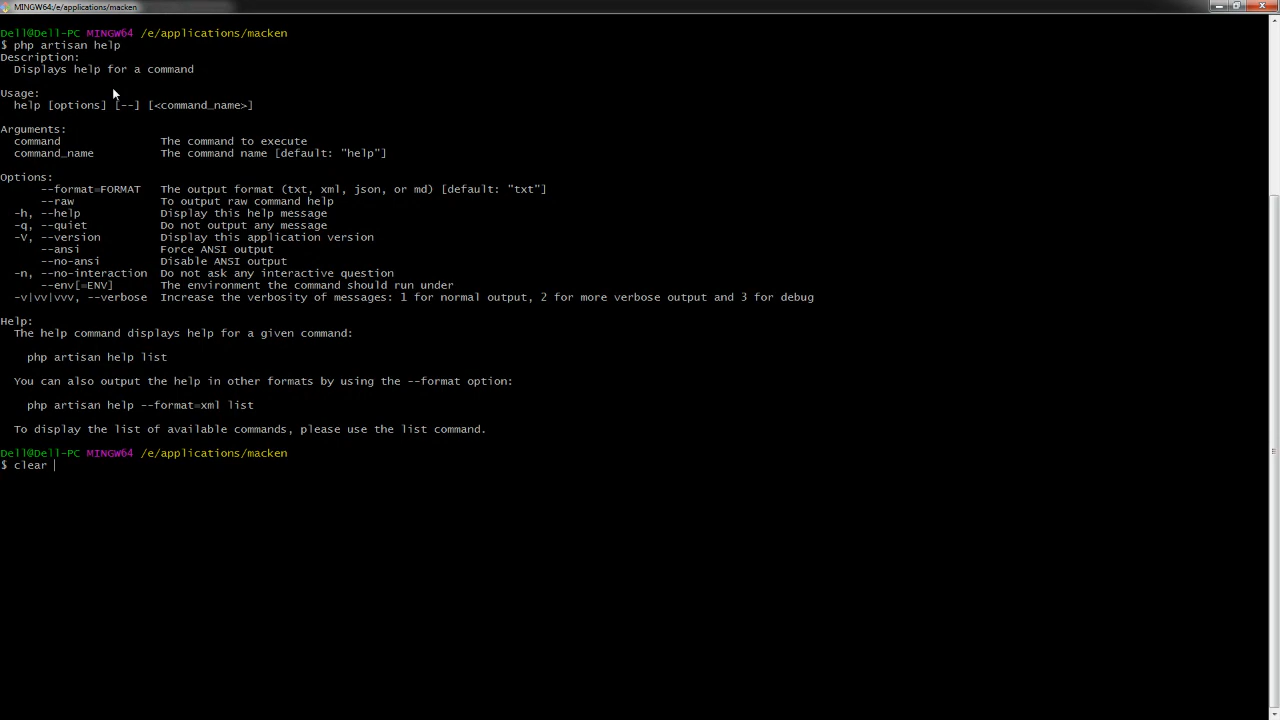 MINGW64:/e/applications/macken
Dell@Dell-PC MINGW64 /e/applications/macken
$ php artisan help
Description:
  Displays help for a command

Usage:
  help [options] [--] [<command_name>]

Arguments:
  command               The command to execute
  command_name          The command name [default: "help"]

Options:
      --format=FORMAT   The output format (txt, xml, json, or md) [default: "txt"]
      --raw             To output raw command help
  -h, --help            Display this help message
  -q, --quiet           Do not output any message
  -V, --version         Display this application version
      --ansi            Force ANSI output
      --no-ansi         Disable ANSI output
  -n, --no-interaction  Do not ask any interactive question
      --env[=ENV]       The environment the command should run under
  -v|vv|vvv, --verbose  Increase the verbosity of messages: 1 for normal output, 2 for more verbose output and 3 for debug

Help:
  The help command displays help for a given command:

    php artisan help list

  You can also output the help in other formats by using the --format option:

    php artisan help --format=xml list

  To display the list of available commands, please use the list command.

Dell@Dell-PC MINGW64 /e/applications/macken
$ clear